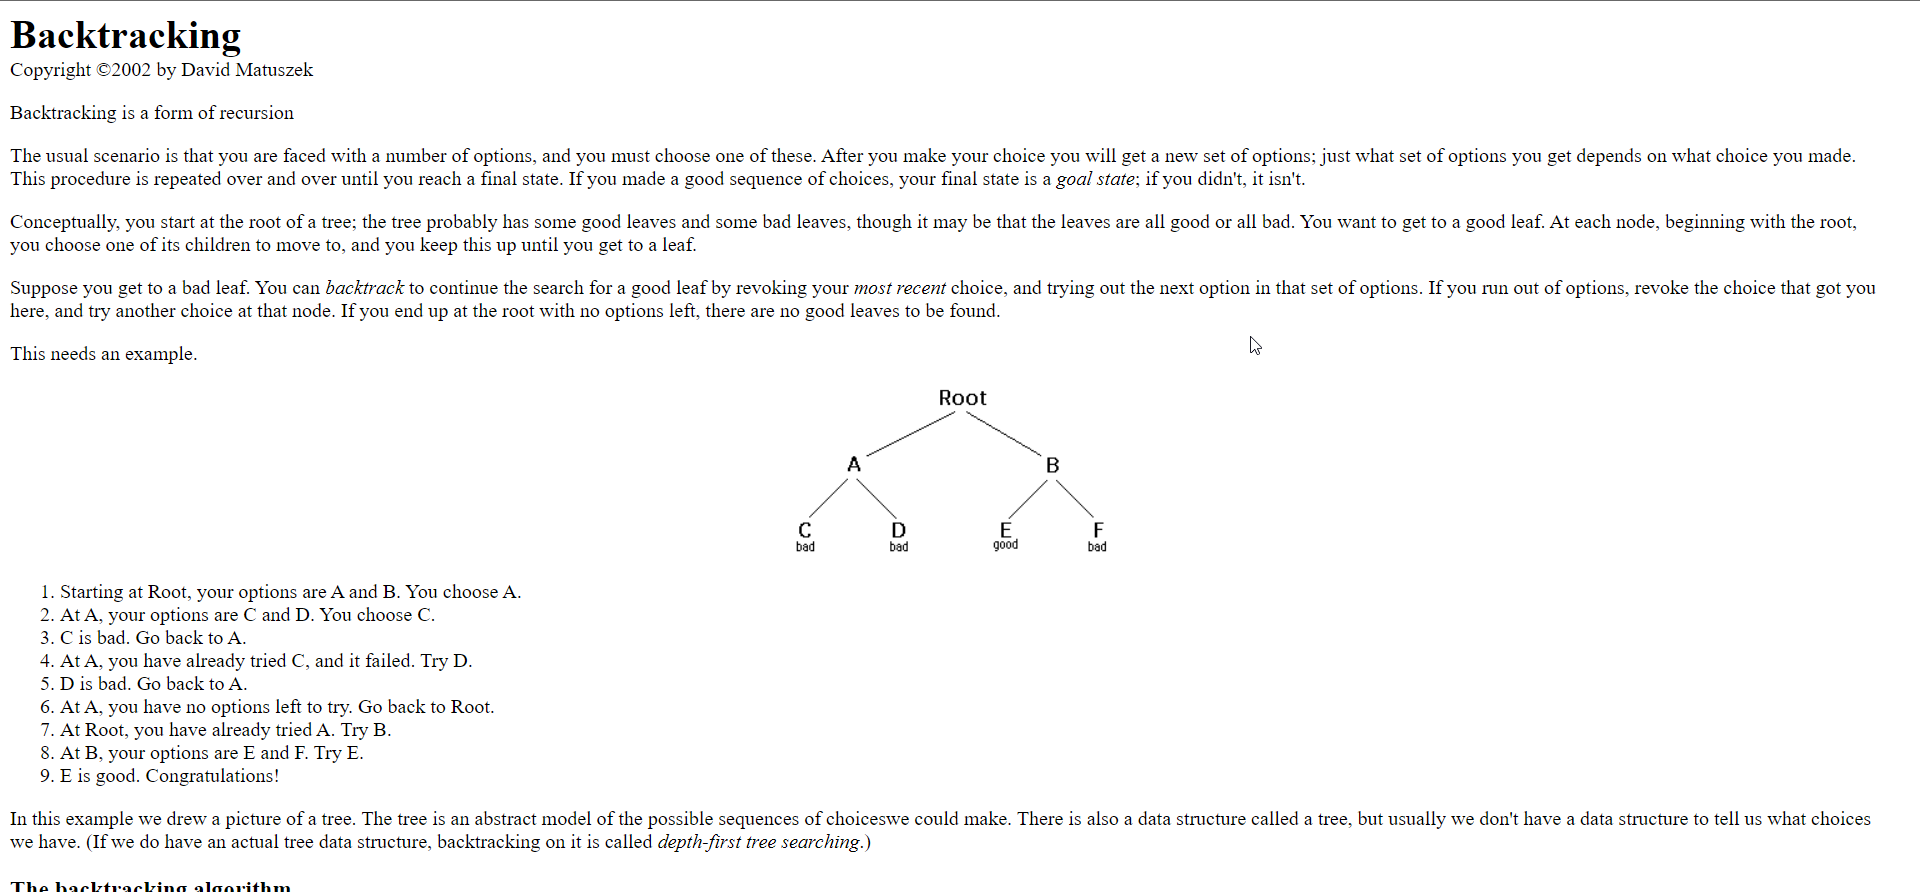 Backtracking
Copyright ©2002 by David Matuszek
Backtracking is a form of recursion
The usual scenario is that you are faced with a number of options, and you must choose one of these. After you make your choice you will get a new set of options; just what set of options you get depends on what choice you made.
This procedure is repeated over and over until you reach a final state. If you made a good sequence of choices, your final state is a goal state; if you didn't, it isn't.
Conceptually, you start at the root of a tree; the tree probably has some good leaves and some bad leaves, though it may be that the leaves are all good or all bad. You want to get to a good leaf. At each node, beginning with the root,
you choose one of its children to move to, and you keep this up until you get to a leaf.
Suppose you get to a bad leaf. You can backtrack to continue the search for a good leaf by revoking your most recent choice, and trying out the next option in that set of options. If you run out of options, revoke the choice that got you
here, and try another choice at that node. If you end up at the root with no options left, there are no good leaves to be found.
This needs an example.
Root
A B
C D E F
bad bad good bad
1. Starting at Root, your options are A and B. You choose A.
2. At A, your options are C and D. You choose C.
3. C is bad. Go back to A.
4. At A, you have already tried C, and it failed. Try D.
5. D is bad. Go back to A.
6. At A, you have no options left to try. Go back to Root.
7. At Root, you have already tried A. Try B.
8. At B, your options are E and F. Try E.
9. E is good. Congratulations!
In this example we drew a picture of a tree. The tree is an abstract model of the possible sequences of choiceswe could make. There is also a data structure called a tree, but usually we don't have a data structure to tell us what choices
we have. (If we do have an actual tree data structure, backtracking on it is called depth-first tree searching.)
The backtracking algorithm